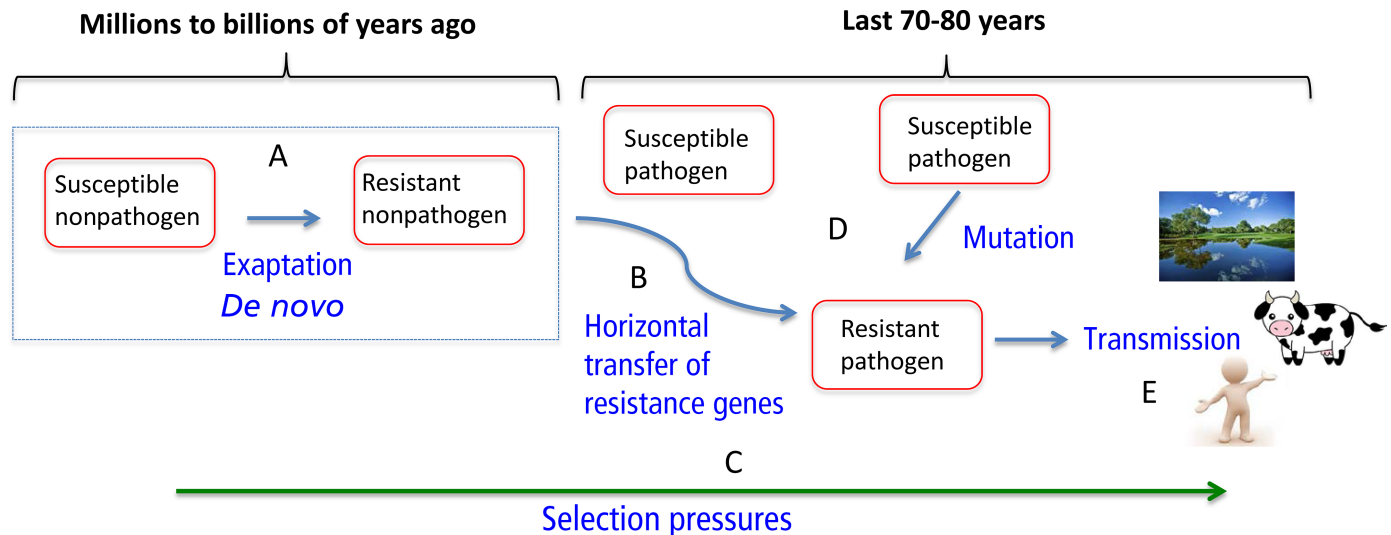 Millions to billions of years ago
Last 70-80 years
A
Susceptible
nonpathogen
Resistant
nonpathogen
Exaptation
De novo
Susceptible
pathogen
Susceptible
pathogen
D
Mutation
B
Horizontal
transfer of
resistance genes
Resistant
pathogen
Transmission
E
C
Selection pressures